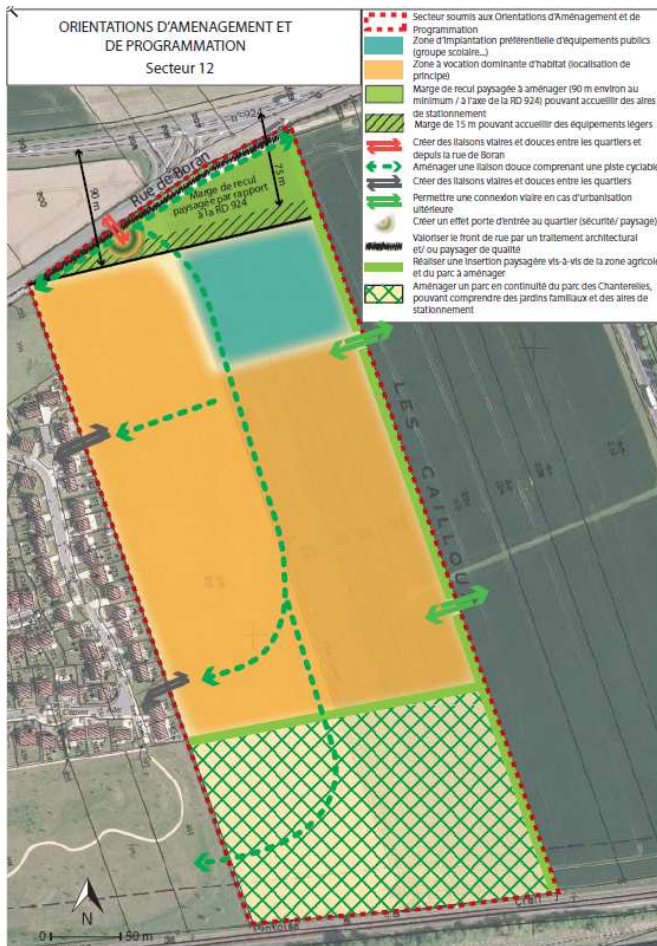 ORIENTATIONS D'AMENAGEMENT ET
DE PROGRAMMATION
Secteur 12
Secteur soumis aux Orientations d'Aménagement et de
Programmation
Zone d'implantation préférentielle d'équipements publics
(groupe scolaire...)
Zone à vocation dominante d'habitat (localisation de
principe)
Marge de recul paysagée à aménager (90 m environ au
minimum / à l'axe de la RD 924) pouvant accueillir des aires
de stationnement
Marge de 15 m pouvant accueillir des équipements légers
Créer des liaisons viaires et douces entre les quartiers et
depuis la rue de Boran
Aménager une liaison douce comprenant une piste cyclable
Créer des liaisons viaires et douces entre les quartiers
Permettre une connexion viaire en cas d'urbanisation
ultérieure
Créer un effet porte d'entrée au quartier (sécurité/ paysage)
Valoriser le front de rue par un traitement architectural
et/ ou paysager de qualité
Réaliser une insertion paysagère vis-à-vis de la zone agricole
et du parc à aménager
Aménager un parc en continuité du parc des Chanterelles,
pouvant comprendre des jardins familiaux et des aires de
stationnement
n° 924
Rue de Boran
90 m
75 m
Marge de recul
paysagée par rapport
à la RD 924
LES CAILLOU
N
0 50 m
Creil